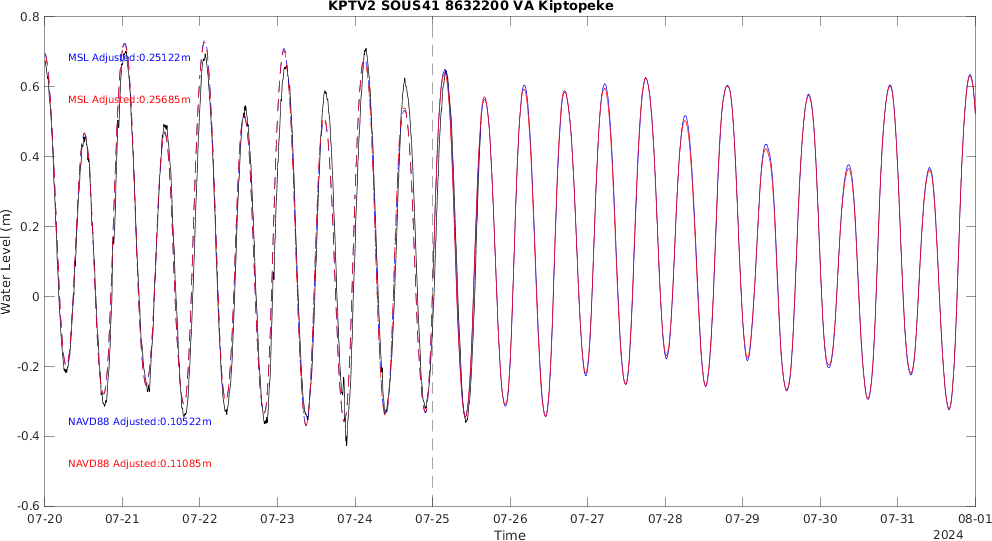 KPTV2 SOUS41 8632200 VA Kiptopeke
0.8
MSL Adjusted:0.25122m
0.6
MSL Adjusted:0.25685m
0.4
0.2
Water Level (m)
0
-0.2
-0.4
NAVD88 Adjusted:0.10522m
NAVD88 Adjusted:0.11085m
-0.6
07-20 07-21 07-22 07-23 07-24 07-25 07-26 07-27 07-28 07-29 07-30 07-31 08-01
Time
2024